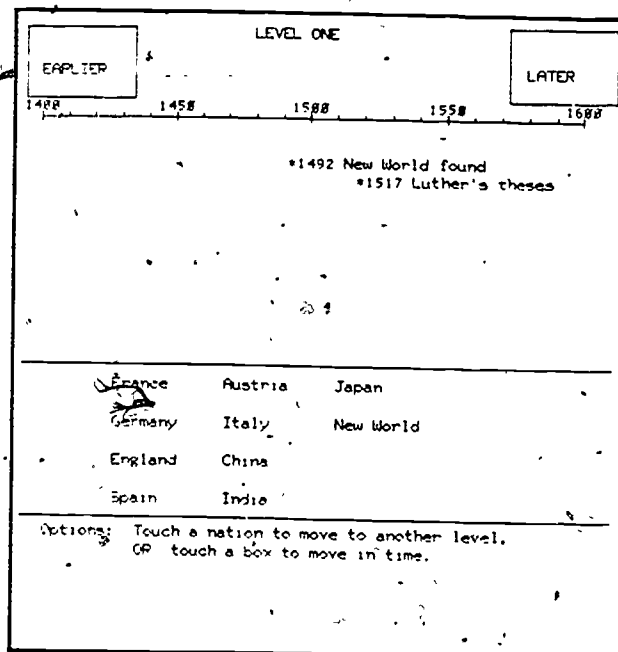 LEVEL ONE
EARLIER
LATER
1400 1450 1500 1550 1600
*1492 New World found
*1517 Luther's theses
France Austria Japan
Germany Italy New World
England China
Spain India
Options: Touch a nation to move to another level,
OR touch a box to move in time.